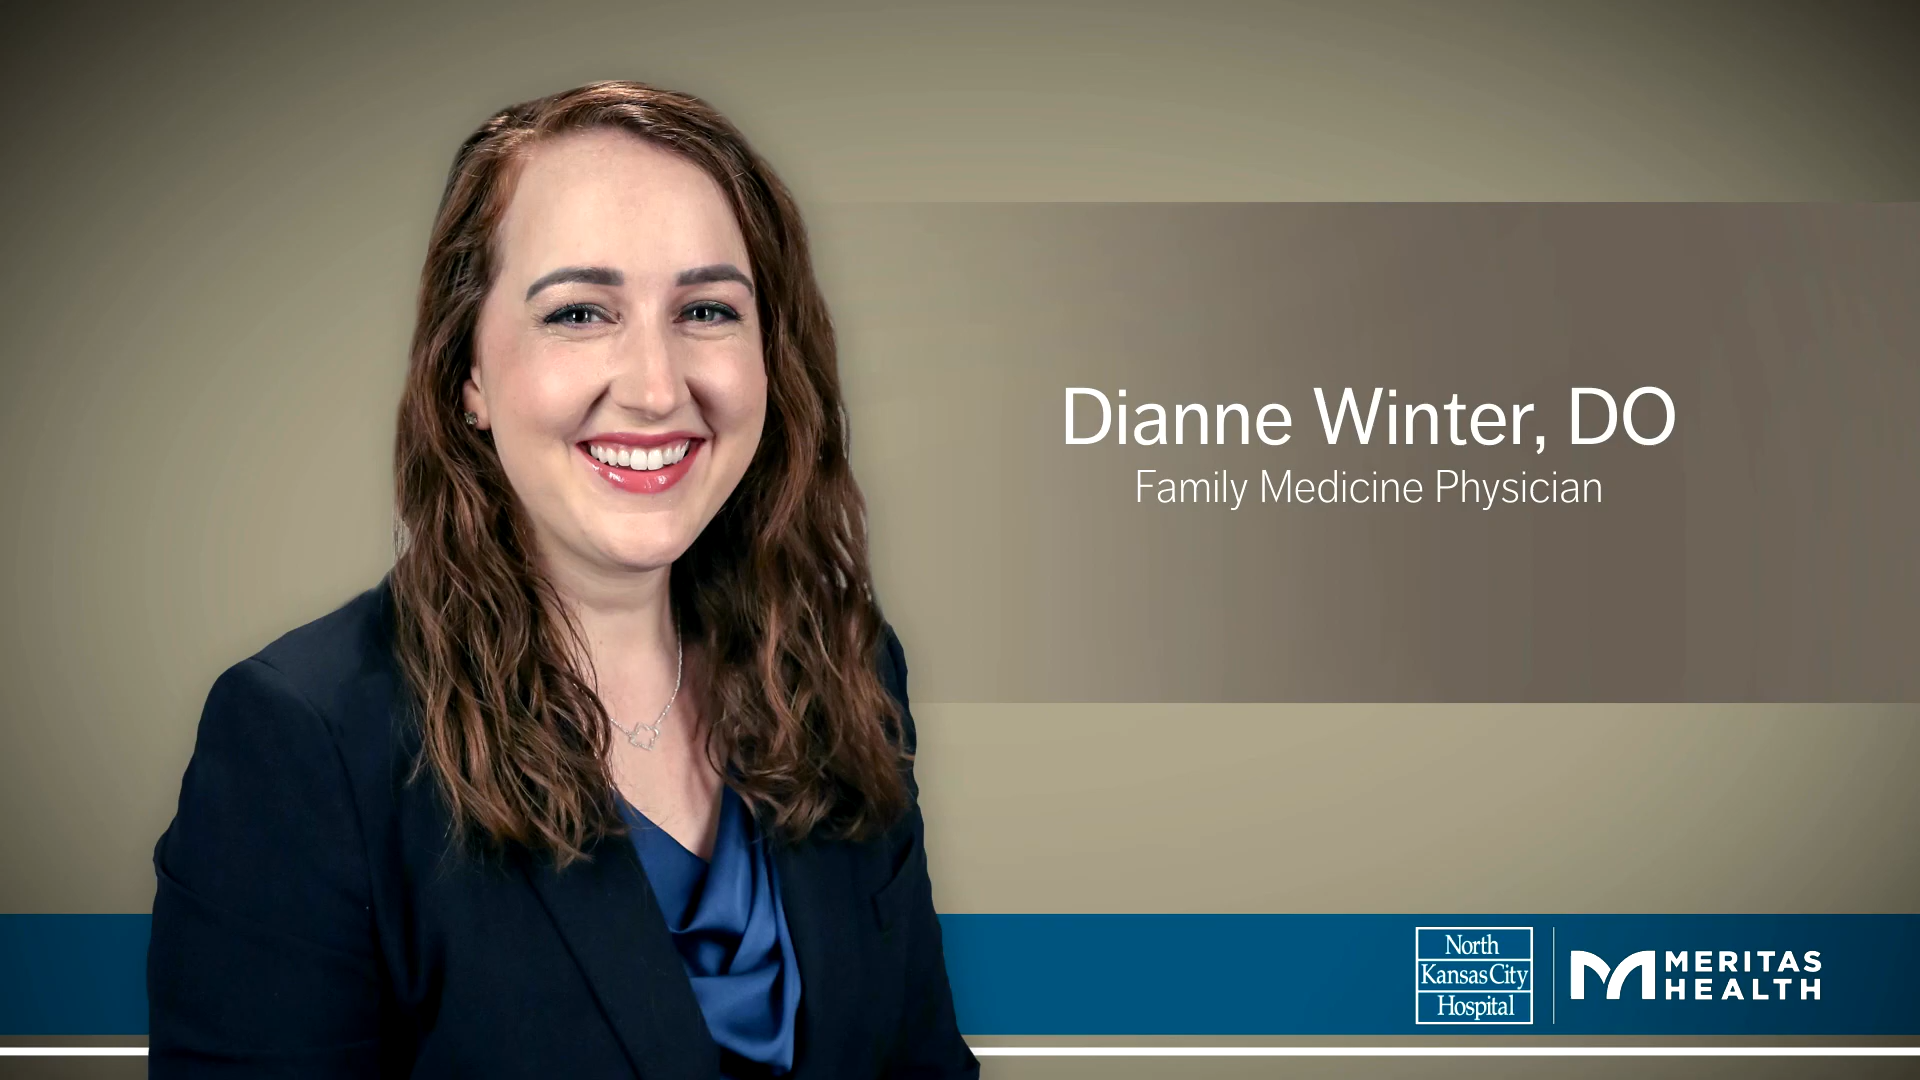 Dianne Winter, DO
Family Medicine Physician
North
Kansas City
Hospital
MERITAS
HEALTH